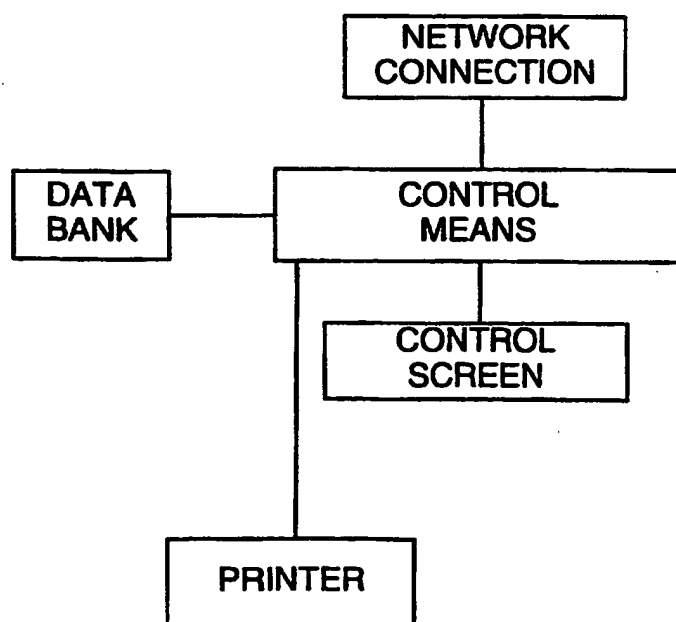 NETWORK
CONNECTION
DATA
BANK
CONTROL
MEANS
CONTROL
SCREEN
PRINTER